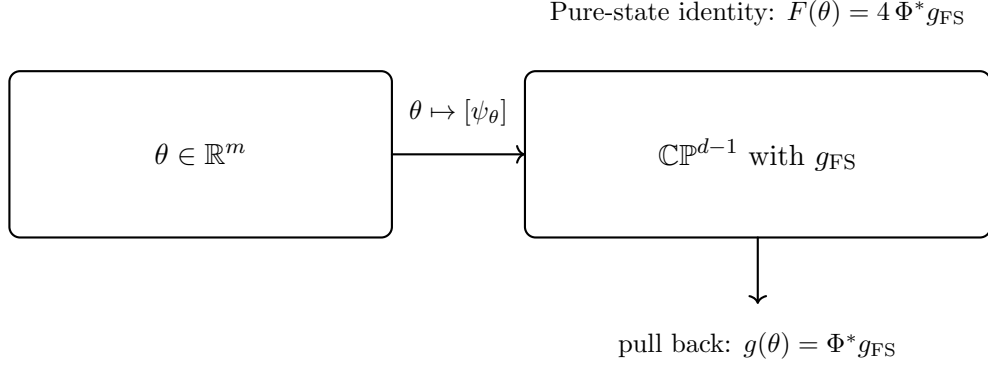 Pure-state identity: F(θ) = 4 Φ*g_FS
θ ∈ ℝ^m
θ ↦ [ψ_θ]
ℂℙ^{d−1} with g_FS
pull back: g(θ) = Φ*g_FS